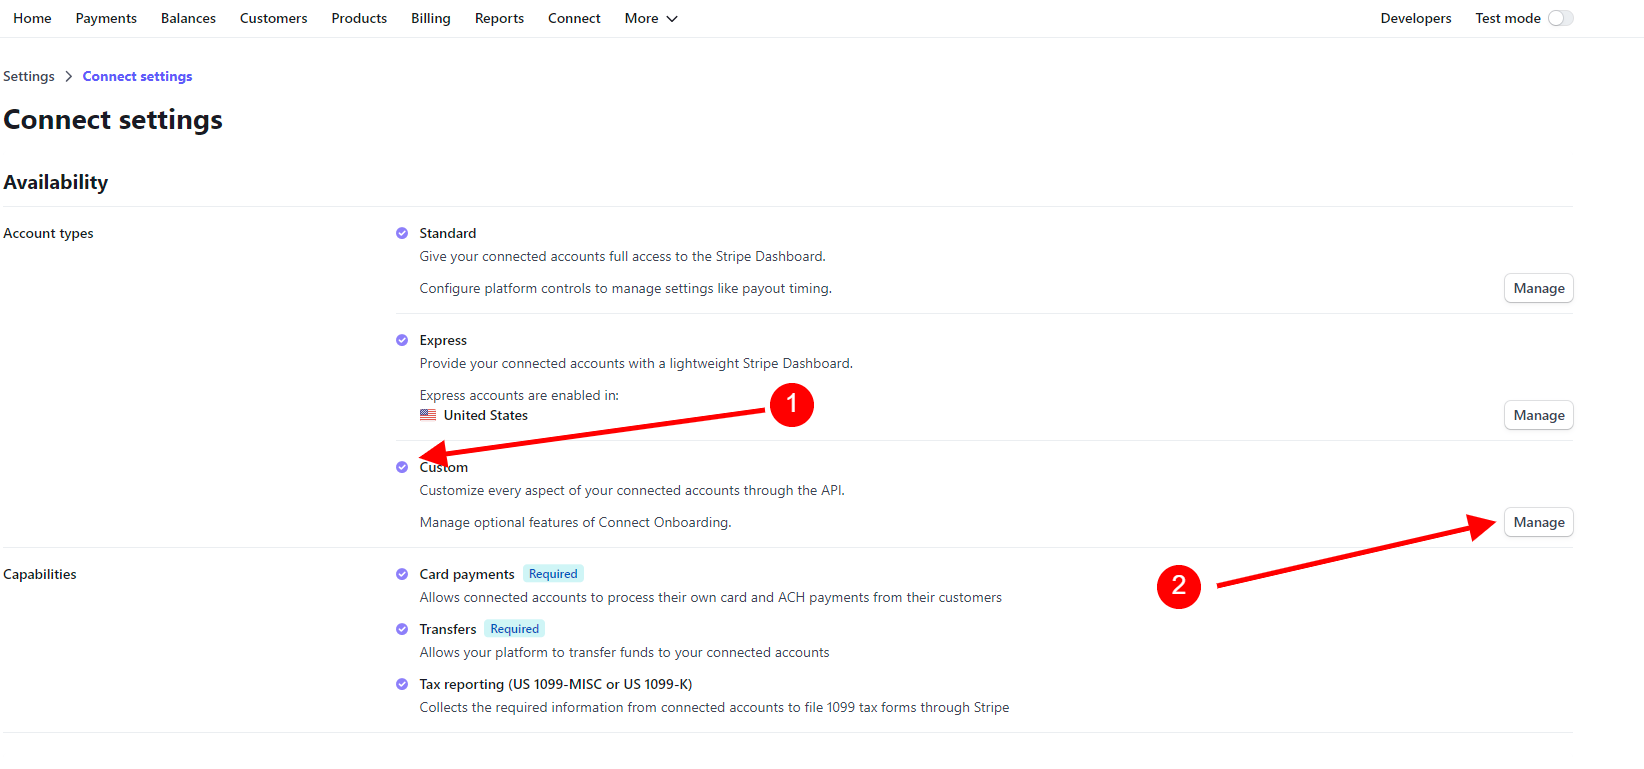 Home Payments Balances Customers Products Billing Reports Connect More Developers Test mode
Settings Connect settings
Connect settings
Availability
Account types
Standard
Give your connected accounts full access to the Stripe Dashboard.
Configure platform controls to manage settings like payout timing.
Manage
Express
Provide your connected accounts with a lightweight Stripe Dashboard.
Express accounts are enabled in:
United States
Manage
1
Custom
Customize every aspect of your connected accounts through the API.
Manage optional features of Connect Onboarding.
Manage
2
Capabilities
Card payments Required
Allows connected accounts to process their own card and ACH payments from their customers
Transfers Required
Allows your platform to transfer funds to your connected accounts
Tax reporting (US 1099-MISC or US 1099-K)
Collects the required information from connected accounts to file 1099 tax forms through Stripe